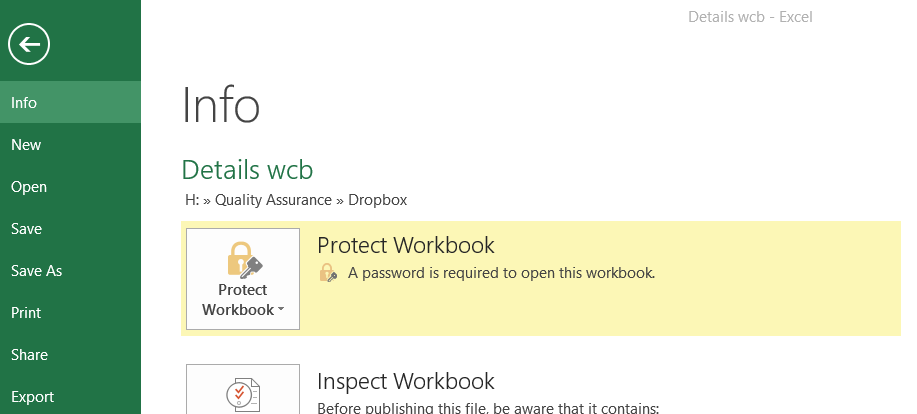 Details wcb - Excel
Info
New
Open
Save
Save As
Print
Share
Export
Info
Details wcb
H: » Quality Assurance » Dropbox
Protect
Workbook
Protect Workbook
A password is required to open this workbook.
Inspect Workbook
Before publishing this file, be aware that it contains: